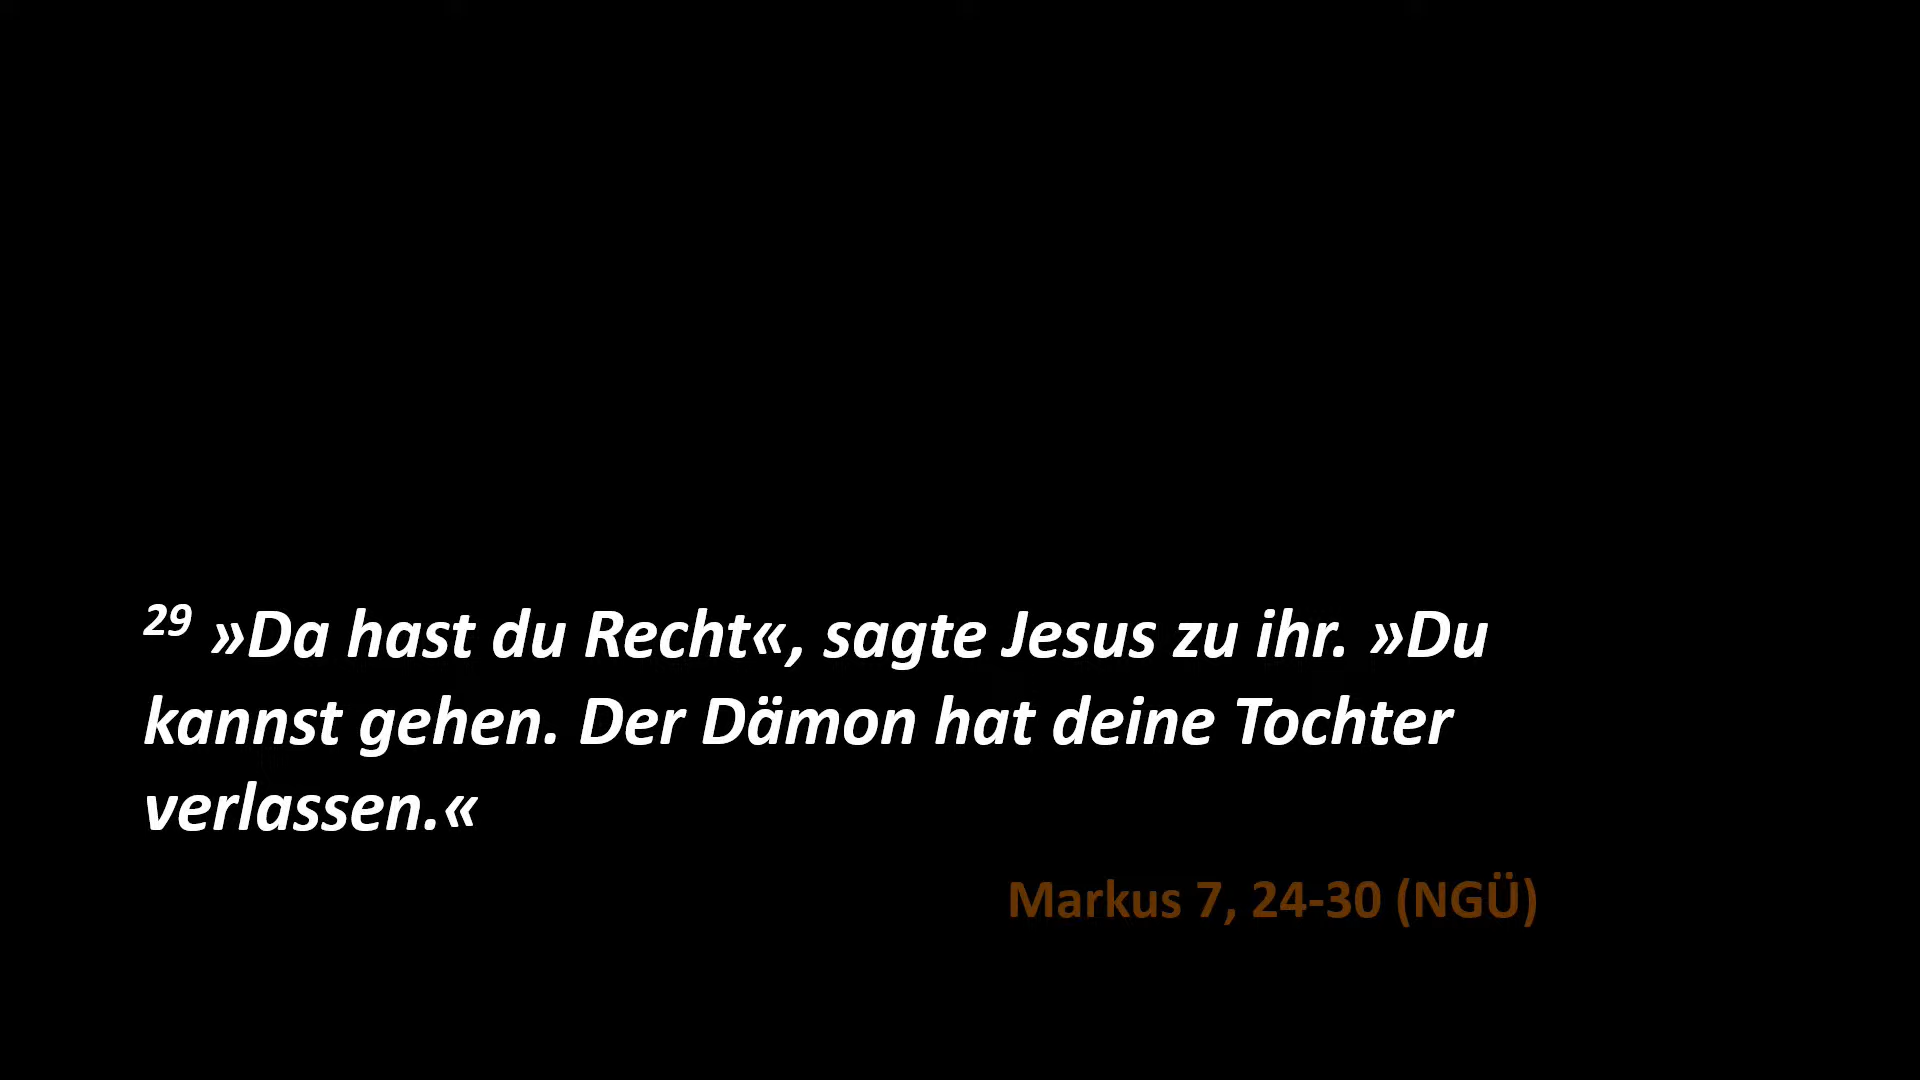 29 »Da hast du Recht«, sagte Jesus zu ihr. »Du
kannst gehen. Der Dämon hat deine Tochter
verlassen.«
Markus 7, 24-30 (NGÜ)